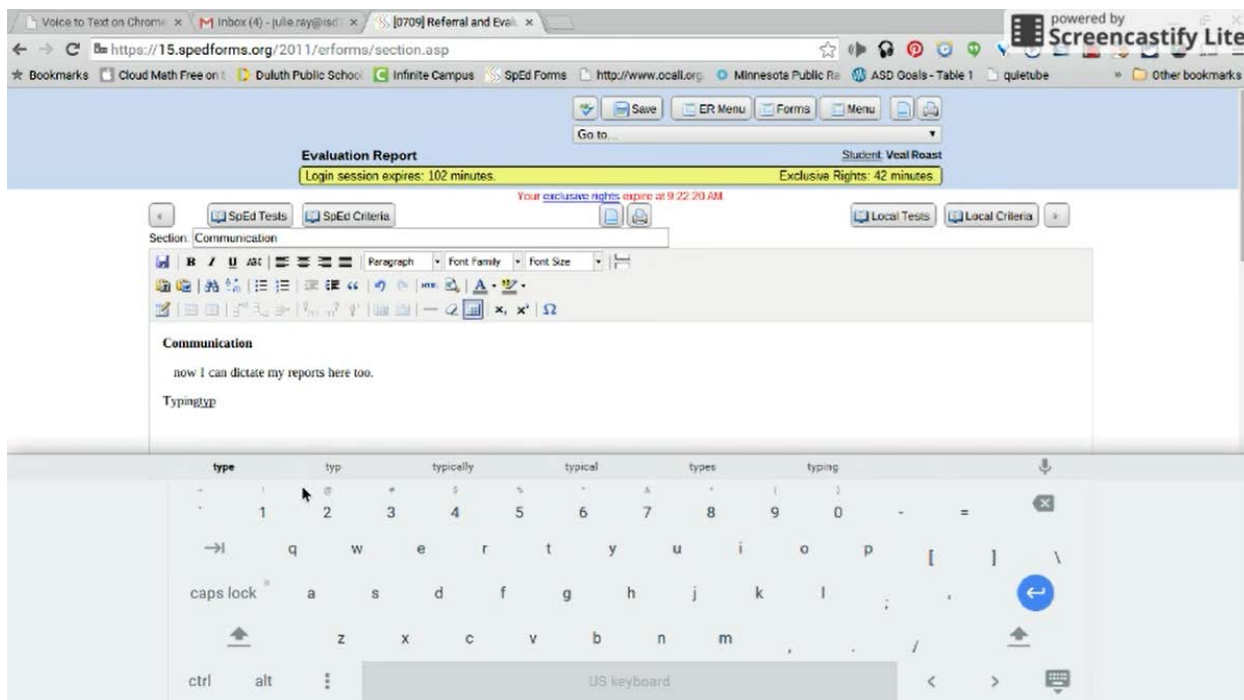 Voice to Text on Chrome × Inbox (4) - julie.ray@isd × [0709] Referral and Eval ×
powered by
Screencastify Lite
https://15.spedforms.org/2011/erforms/section.asp
Bookmarks Cloud Math Free on Duluth Public School Infinite Campus SpEd Forms http://www.ocali.org Minnesota Public Ra ASD Goals - Table 1 quietube » Other bookmarks
Save ER Menu Forms Menu
Go to...
Evaluation Report Student: Veal Roast
Login session expires: 102 minutes. Exclusive Rights: 42 minutes.
Your exclusive rights expire at 9:22:20 AM.
« SpEd Tests SpEd Criteria Local Tests Local Criteria »
Section: Communication
B I U ABC Paragraph Font Family Font Size
HTML A
x, x² Ω
Communication
now I can dictate my reports here too.
Typingtyp
type typ typically typical types typing
~ ! @ $ % ^ & * ( )
` 1 2 3 4 5 6 7 8 9 0 - =
q w e r t y u i o p [ ] \
caps lock a s d f g h j k l ; '
z x c v b n m , . /
ctrl alt US keyboard < >